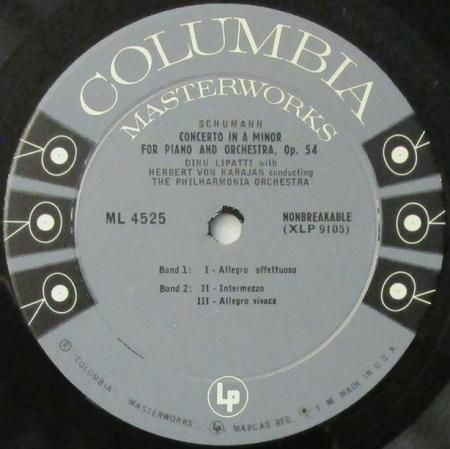 COLUMBIA
MASTERWORKS
SCHUMANN
CONCERTO IN A MINOR
FOR PIANO AND ORCHESTRA, Op. 54
DINU LIPATTI with
HERBERT VON KARAJAN conducting
THE PHILHARMONIA ORCHESTRA
ML 4525
NONBREAKABLE
(XLP 9105)
Band 1: I - Allegro affettuoso
Band 2: II - Intermezzo
III - Allegro vivace
Lp
Ⓡ "COLUMBIA" "MASTERWORKS" Lp MARCAS REG. T. M. MADE IN U.S.A.